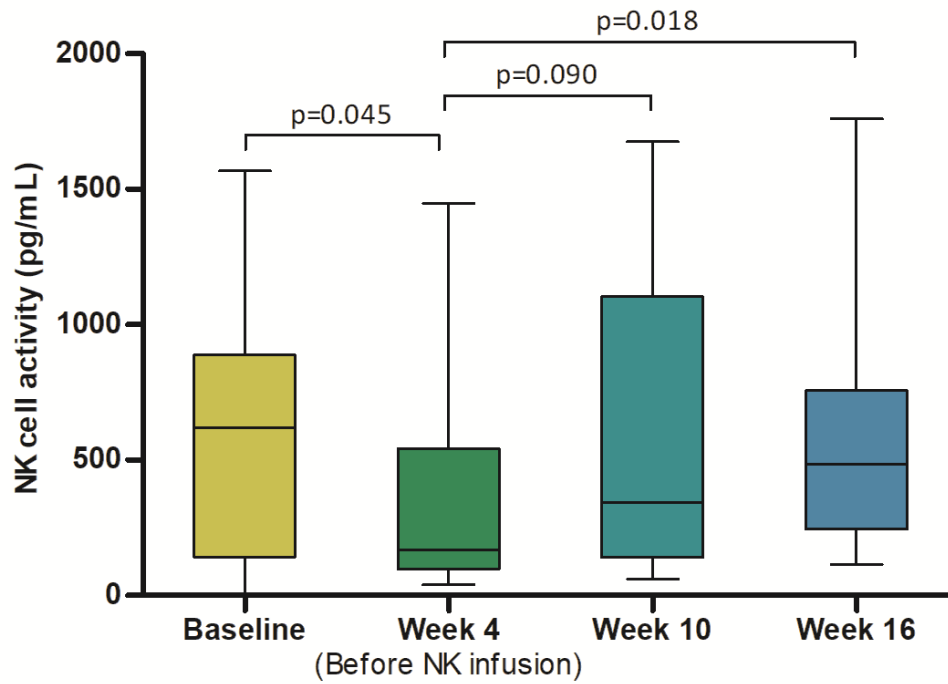 p=0.018
p=0.090
p=0.045
NK cell activity (pg/mL)
2000
1500
1000
500
0
Baseline
Week 4
Week 10
Week 16
(Before NK infusion)